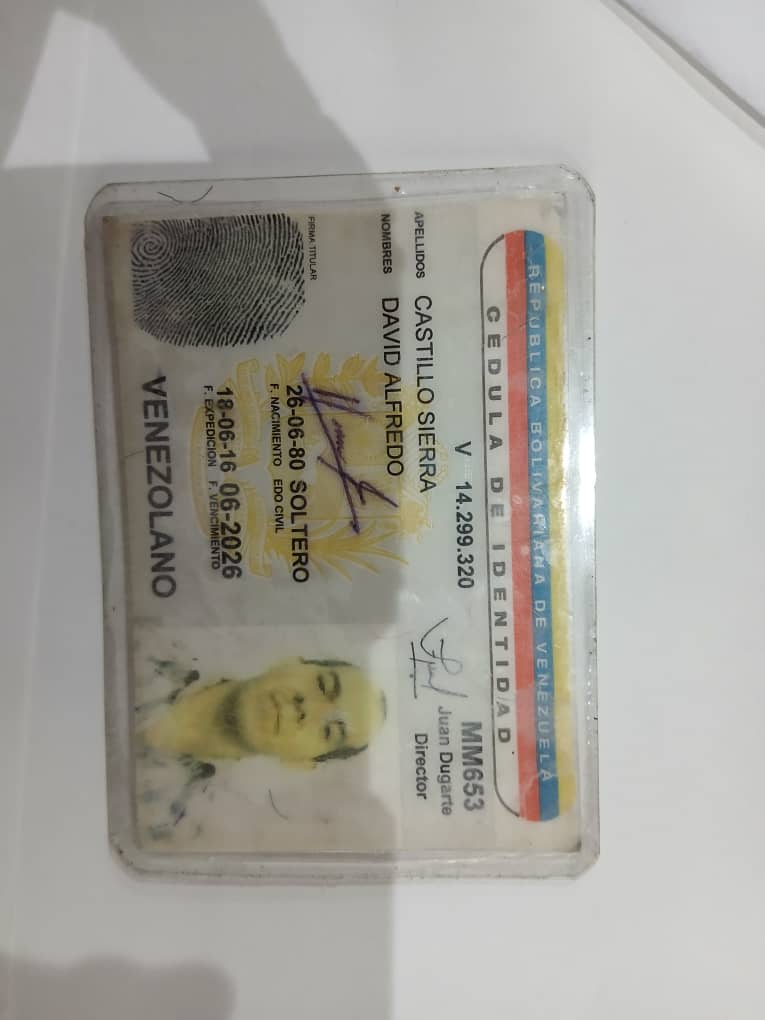 REPUBLICA BOLIVARIANA DE VENEZUELA
CEDULA DE IDENTIDAD
V 14.299.320
MM653
Juan Dugarte
Director
APELLIDOS CASTILLO SIERRA
NOMBRES DAVID ALFREDO
FIRMA TITULAR
26-06-80 SOLTERO
F. NACIMIENTO EDO CIVIL
18-06-16 06-2026
F. EXPEDICION F. VENCIMIENTO
VENEZOLANO